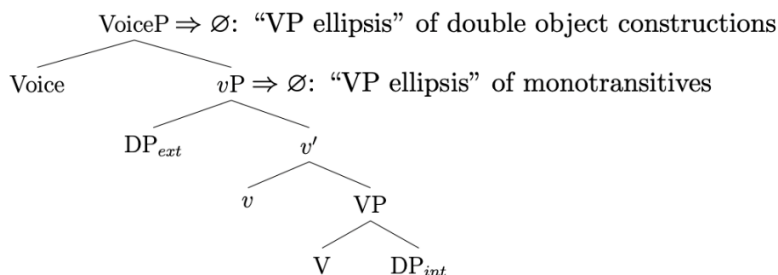 VoiceP ⇒ ∅: “VP ellipsis” of double object constructions
Voice vP ⇒ ∅: “VP ellipsis” of monotransitives
DPext v′
v VP
V DPint